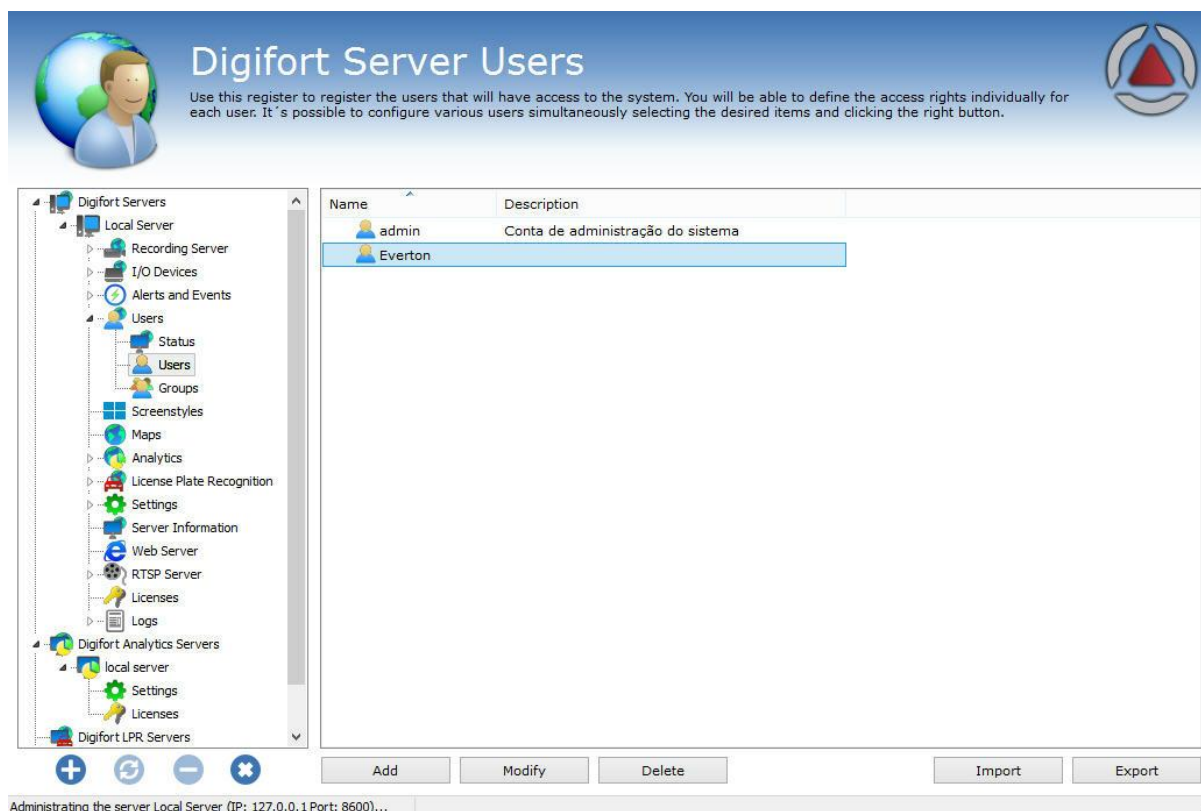 Digifort Server Users
Use this register to register the users that will have access to the system. You will be able to define the access rights individually for
each user. It´s possible to configure various users simultaneously selecting the desired items and clicking the right button.
Digifort Servers
Local Server
Recording Server
I/O Devices
Alerts and Events
Users
Status
Users
Groups
Screenstyles
Maps
Analytics
License Plate Recognition
Settings
Server Information
Web Server
RTSP Server
Licenses
Logs
Digifort Analytics Servers
local server
Settings
Licenses
Digifort LPR Servers
Name Description
admin Conta de administração do sistema
Everton
Add Modify Delete Import Export
Administrating the server Local Server (IP: 127.0.0.1 Port: 8600)...